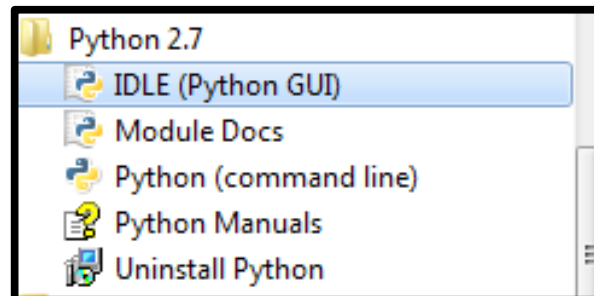 Python 2.7
IDLE (Python GUI)
Module Docs
Python (command line)
Python Manuals
Uninstall Python